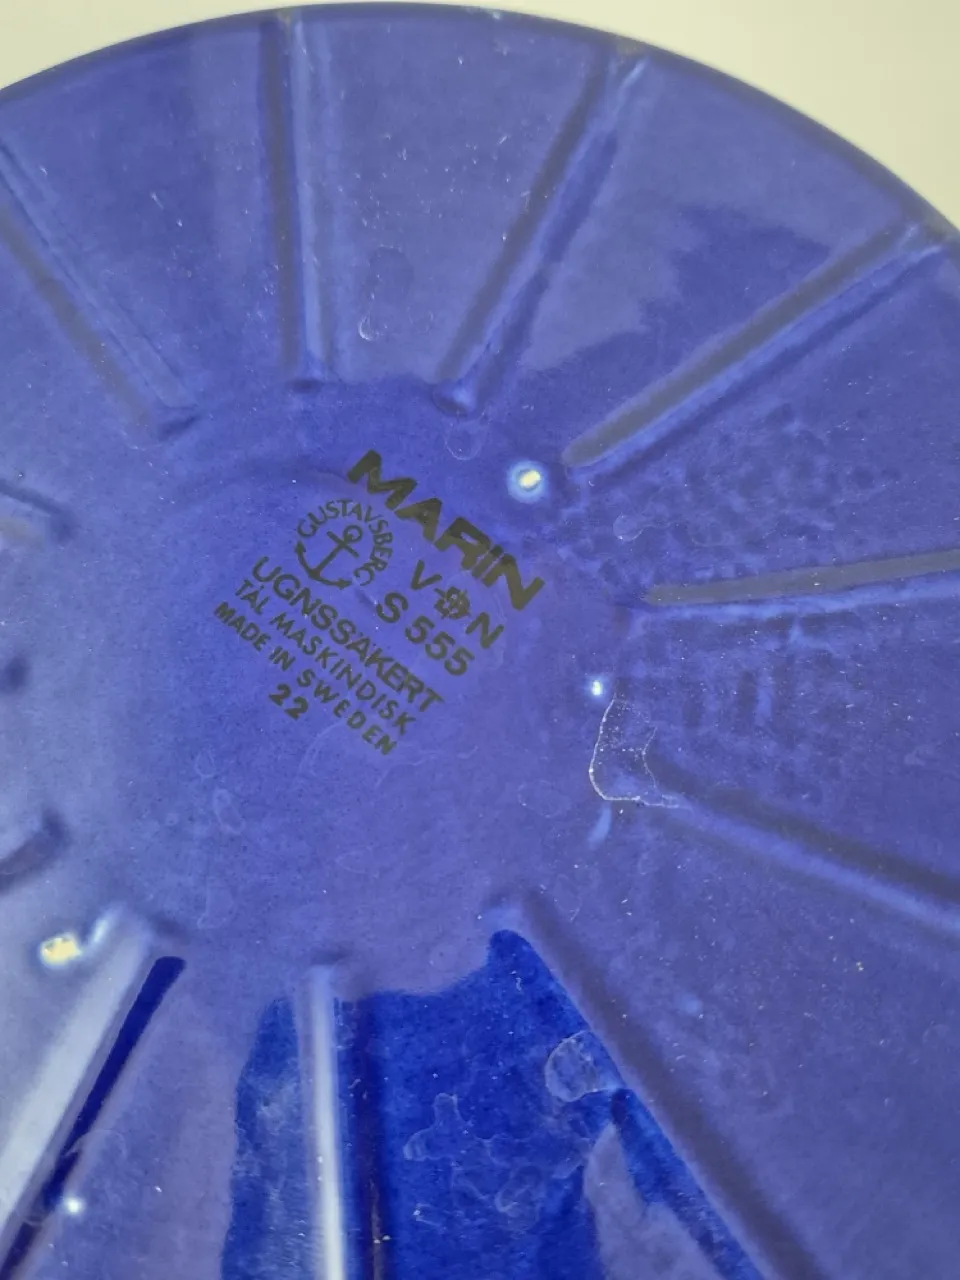 MARIN
GUSTAVSBERG
V N
S 555
UGNSSÄKERT
TÅL MASKINDISK
MADE IN SWEDEN
22